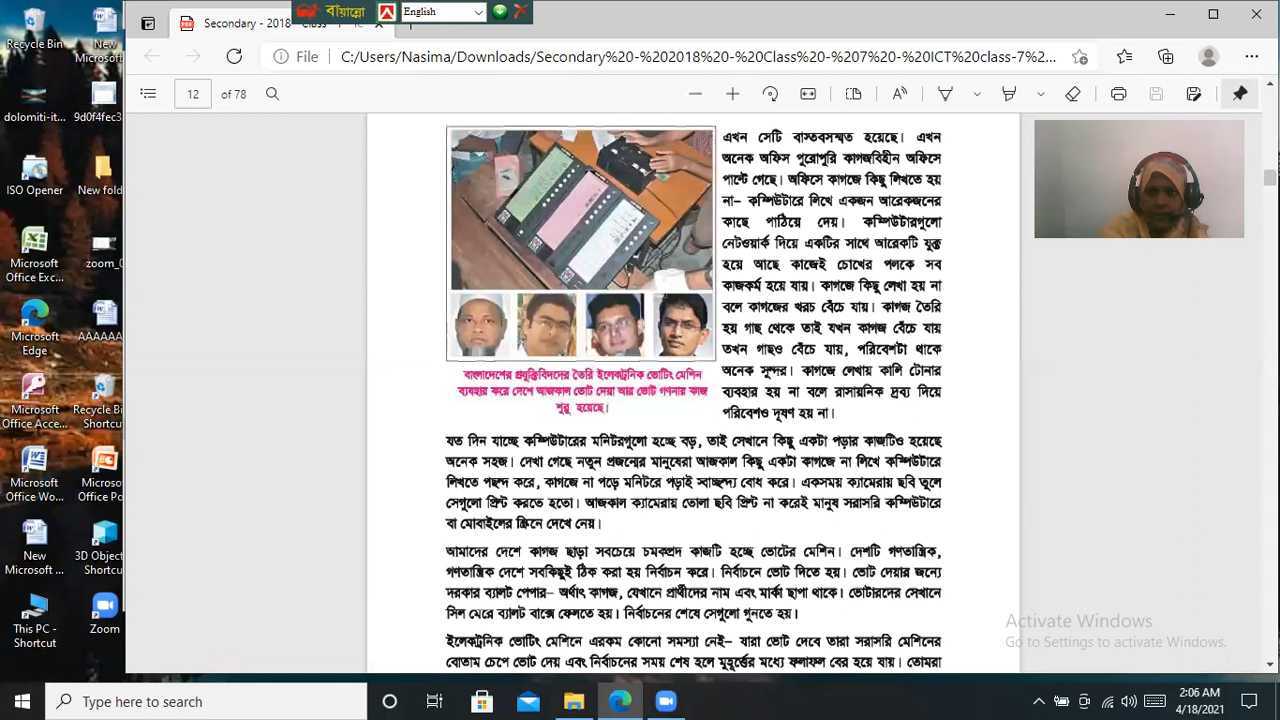 Secondary - 2018 - Class - 7 -
বায়ান্নো
English
File
C:/Users/Nasima/Downloads/Secondary%20-%202018%20-%20Class%20-%207%20-%20ICT%20class-7%2...
12
of 78
Recycle Bin
New Microsoft...
dolomiti-it...
9d0f4fec3...
ISO Opener
New folde
Microsoft Office Exc...
zoom_0
Microsoft Edge
AAAAAA
Microsoft Office Acce...
Recycle Bin
Microsoft Office Wo...
Microsoft Office Po
New Microsoft...
3D Object Shortcut
This PC - Shortcut
Zoom
এখন সেটি বাস্তবসম্মত হয়েছে। এখন
অনেক অফিস পুরোপুরি কাগজবিহীন অফিসে
পাল্টে গেছে। অফিসে কাগজে কিছু লিখতে হয়
না– কম্পিউটারে লিখে একজন আরেকজনের
কাছে পাঠিয়ে দেয়। কম্পিউটারগুলো
নেটওয়ার্ক দিয়ে একটির সাথে আরেকটি যুক্ত
হয়ে আছে কাজেই চোখের পলকে সব
কাজকর্ম হয়ে যায়। কাগজে কিছু লেখা হয় না
বলে কাগজের খরচ বেঁচে যায়। কাগজ তৈরি
হয় গাছ থেকে তাই যখন কাগজ বেঁচে যায়
তখন গাছও বেঁচে যায়, পরিবেশটা থাকে
অনেক সুন্দর। কাগজে লেখায় কালি টোনার
ব্যবহার হয় না বলে রাসায়নিক দ্রব্য দিয়ে
পরিবেশও দূষণ হয় না।
বাংলাদেশের প্রযুক্তিবিদদের তৈরি ইলেকট্রনিক ভোটিং মেশিন
ব্যবহার করে দেশে আজকাল ভোট নেয়া আর ভোট গণনার কাজ
শুরু হয়েছে।
যত দিন যাচ্ছে কম্পিউটারের মনিটরগুলো হচ্ছে বড়, তাই সেখানে কিছু একটা পড়ার কাজটিও হয়েছে
অনেক সহজ। দেখা গেছে নতুন প্রজন্মের মানুষেরা আজকাল কিছু একটা কাগজে না লিখে কম্পিউটারে
লিখতে পছন্দ করে, কাগজে না পড়ে মনিটরে পড়াই স্বাচ্ছন্দ্য বোধ করে। একসময় ক্যামেরায় ছবি তুলে
সেগুলো প্রিন্ট করতে হতো। আজকাল ক্যামেরায় তোলা ছবি প্রিন্ট না করেই মানুষ সরাসরি কম্পিউটারে
বা মোবাইলের স্ক্রিনে দেখে নেয়।
আমাদের দেশে কাগজ ছাড়া সবচেয়ে চমকপ্রদ কাজটি হচ্ছে ভোটের মেশিন। দেশটি গণতান্ত্রিক,
গণতান্ত্রিক দেশে সবকিছুই ঠিক করা হয় নির্বাচন করে। নির্বাচনে ভোট দিতে হয়। ভোট দেয়ার জন্যে
দরকার ব্যালট পেপার– অর্থাৎ কাগজ, যেখানে প্রার্থীদের নাম এবং মার্কা ছাপা থাকে। ভোটারদের সেখানে
সিল মেরে ব্যালট বাক্সে ফেলতে হয়। নির্বাচনের শেষে সেগুলো গুনতে হয়।
ইলেকট্রনিক ভোটিং মেশিনে এরকম কোনো সমস্যা নেই– যারা ভোট দেবে তারা সরাসরি মেশিনের
বোতাম চেপে ভোট দেয় এবং নির্বাচনের সময় শেষ হলে মুহূর্তের মধ্যে ফলাফল বের হয়ে যায়। তোমরা
Activate Windows
Go to Settings to activate Windows.
Type here to search
2:06 AM
4/18/2021